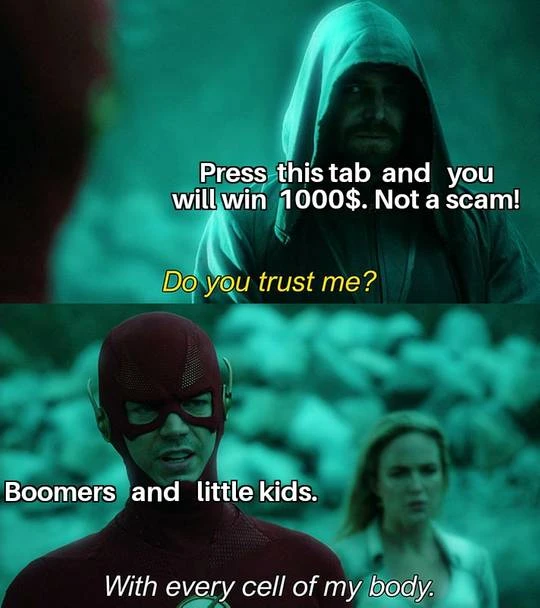 Press this tab and you
will win 1000$. Not a scam!
Do you trust me?
Boomers and little kids.
With every cell of my body.